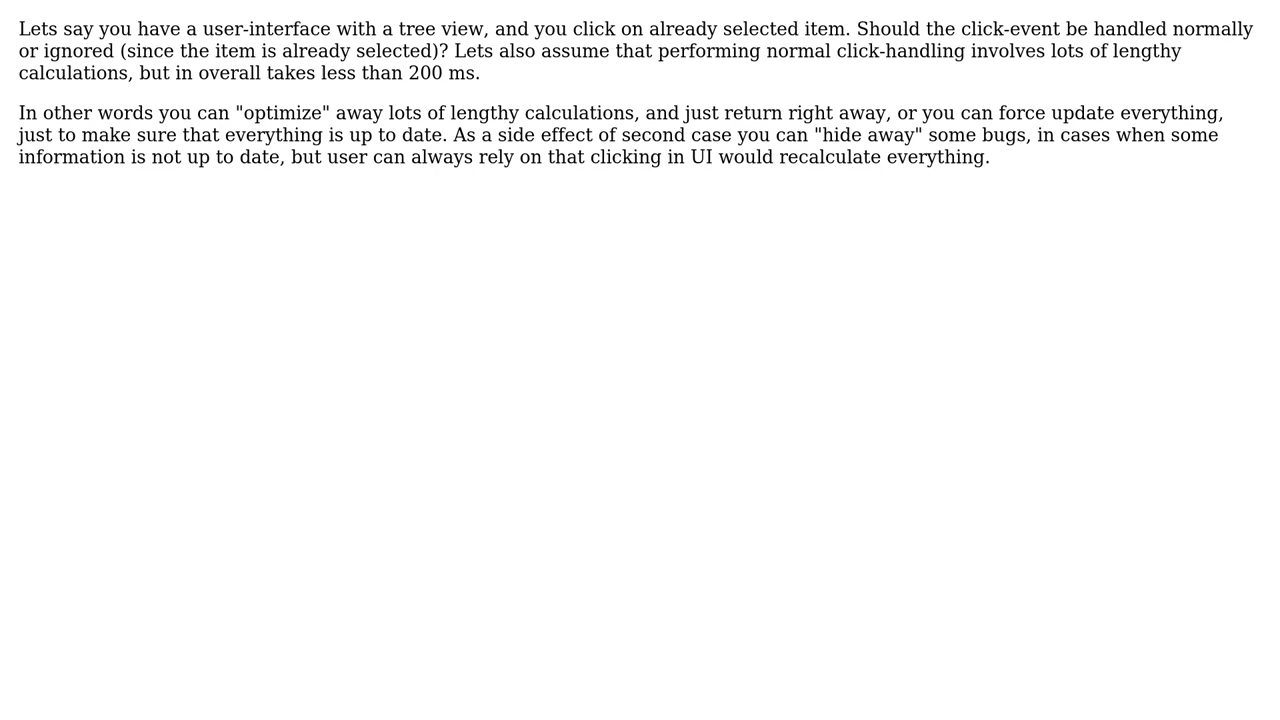 Lets say you have a user-interface with a tree view, and you click on already selected item. Should the click-event be handled normally
or ignored (since the item is already selected)? Lets also assume that performing normal click-handling involves lots of lengthy
calculations, but in overall takes less than 200 ms.
In other words you can "optimize" away lots of lengthy calculations, and just return right away, or you can force update everything,
just to make sure that everything is up to date. As a side effect of second case you can "hide away" some bugs, in cases when some
information is not up to date, but user can always rely on that clicking in UI would recalculate everything.